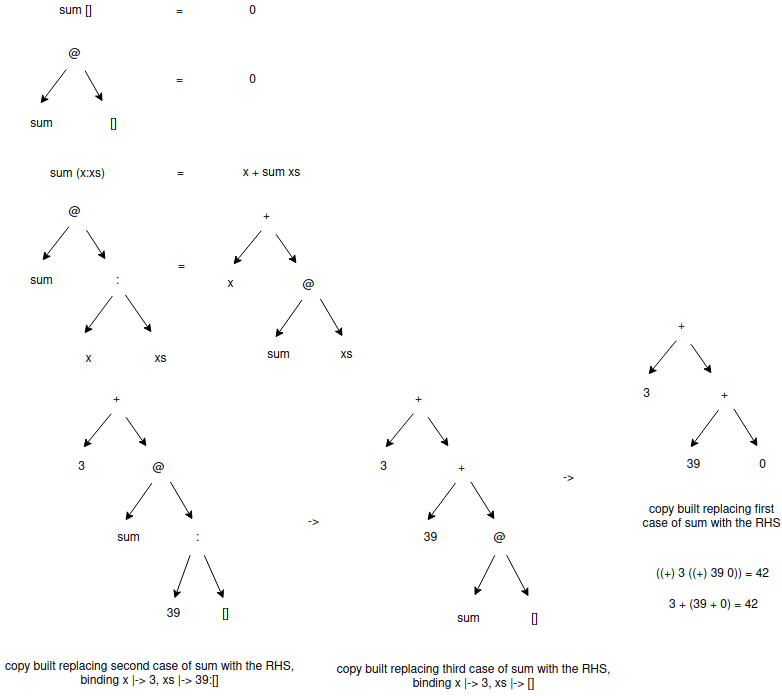 sum [] = 0
@
= 0
sum []
sum (x:xs) = x + sum xs
@ +
sum : = x @
x xs sum xs
+
3 +
39 0
+
3 @
sum :
39 []
->
+
3 +
39 @
sum []
->
copy built replacing first
case of sum with the RHS
((+) 3 ((+) 39 0)) = 42
3 + (39 + 0) = 42
copy built replacing second case of sum with the RHS,
binding x |-> 3, xs |-> 39:[]
copy built replacing third case of sum with the RHS,
binding x |-> 3, xs |-> []